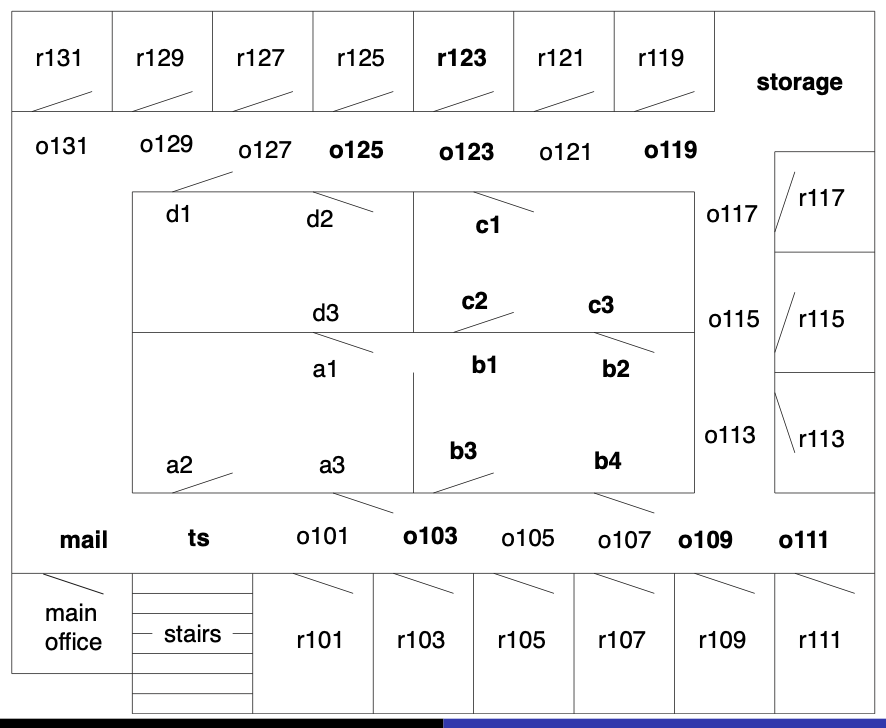 r131 r129 r127 r125 r123 r121 r119
storage
o131 o129 o127 o125 o123 o121 o119
r117
d1 d2 c1 o117
d3 c2 c3 o115 r115
a1 b1 b2
o113 r113
a2 a3 b3 b4
mail ts o101 o103 o105 o107 o109 o111
main
office
stairs r101 r103 r105 r107 r109 r111